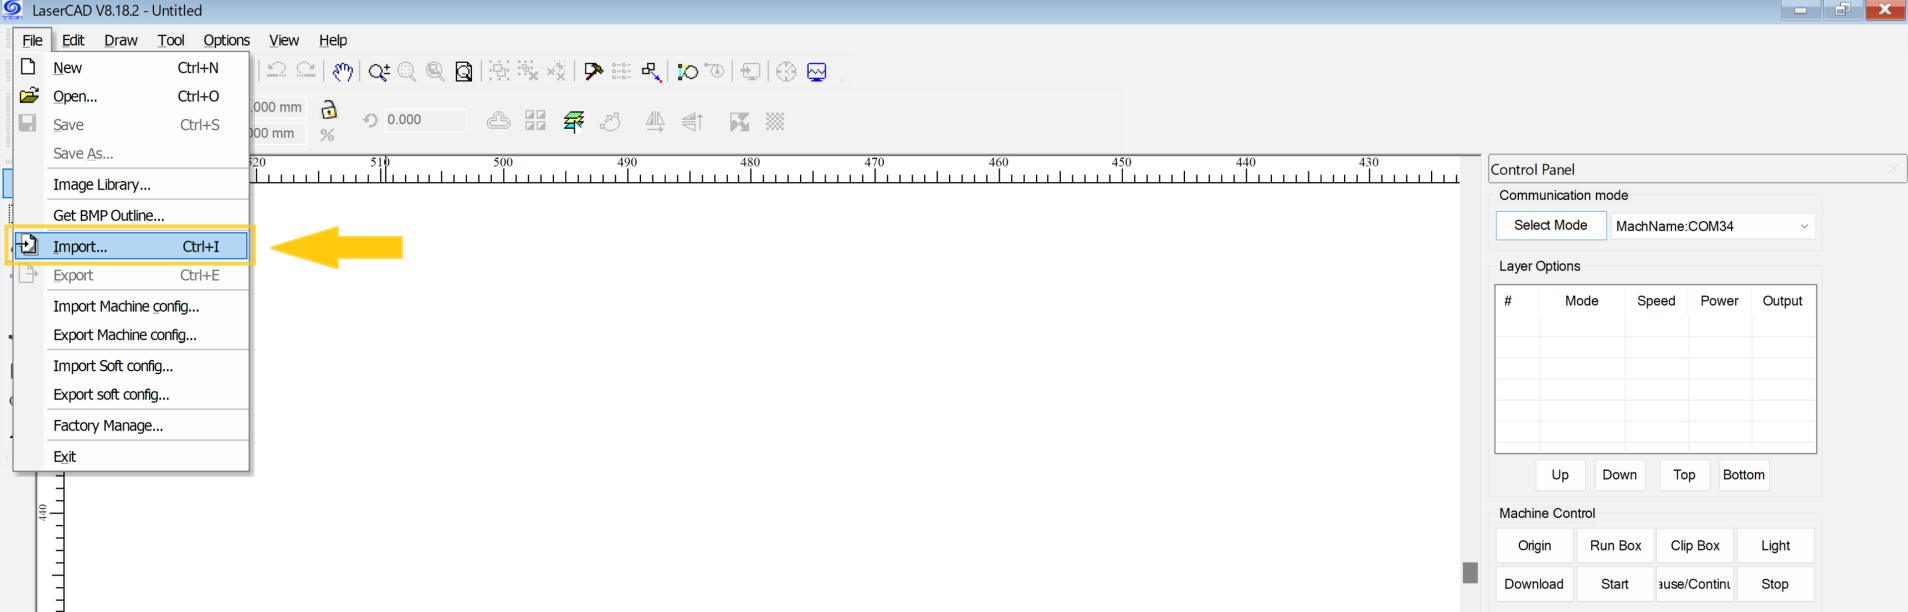 LaserCAD V8.18.2 - Untitled
File Edit Draw Tool Options View Help
New Ctrl+N
Open... Ctrl+O
Save Ctrl+S
Save As...
Image Library...
Get BMP Outline...
Import... Ctrl+I
Export Ctrl+E
Import Machine config...
Export Machine config...
Import Soft config...
Export soft config...
Factory Manage...
Exit
.000 mm
000 mm
%
0.000
520 510 500 490 480 470 460 450 440 430
440
Control Panel
Communication mode
Select Mode MachName:COM34
Layer Options
# Mode Speed Power Output
Up Down Top Bottom
Machine Control
Origin Run Box Clip Box Light
Download Start ause/Continu Stop